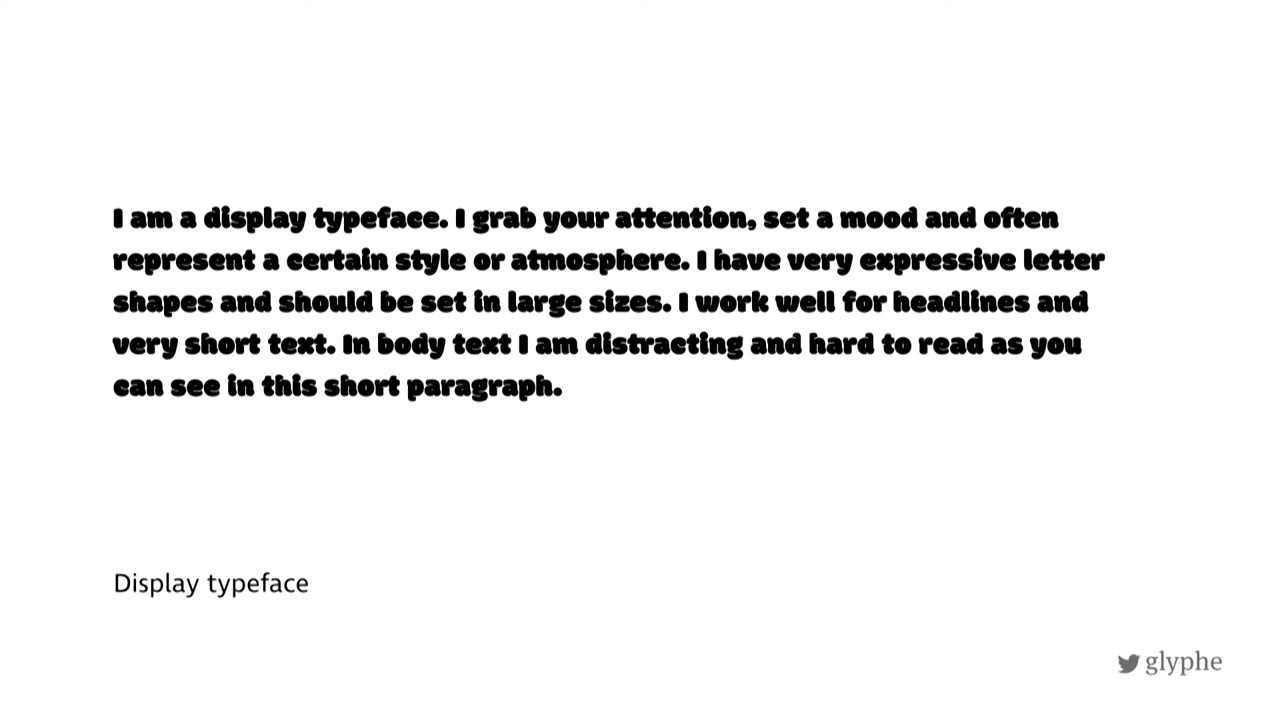 I am a display typeface. I grab your attention, set a mood and often
represent a certain style or atmosphere. I have very expressive letter
shapes and should be set in large sizes. I work well for headlines and
very short text. In body text I am distracting and hard to read as you
can see in this short paragraph.
Display typeface
glyphe